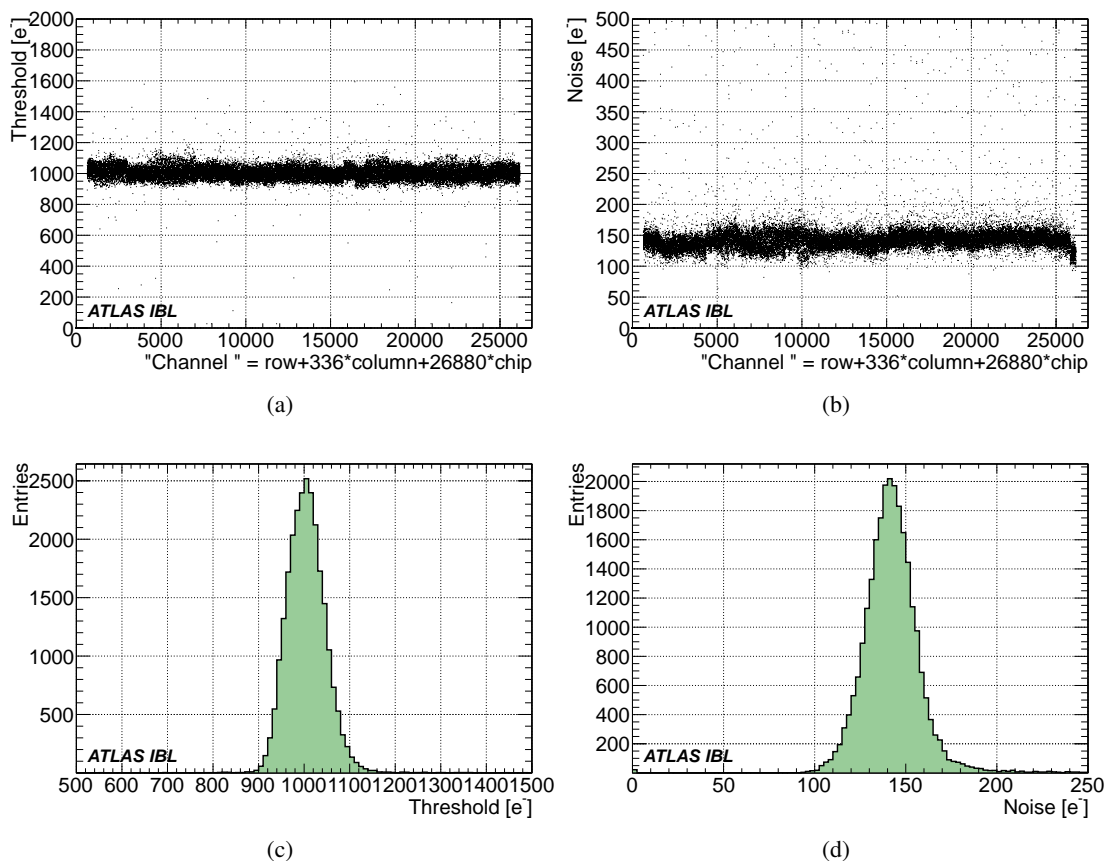 Threshold [e-]
2000
1800
1600
1400
1200
1000
800
600
400
200
0
ATLAS IBL
0 5000 10000 15000 20000 25000
"Channel " = row+336*column+26880*chip
(a)
Noise [e-]
500
450
400
350
300
250
200
150
100
50
0
ATLAS IBL
0 5000 10000 15000 20000 25000
"Channel " = row+336*column+26880*chip
(b)
Entries
2500
2000
1500
1000
500
ATLAS IBL
500 600 700 800 900 1000 1100 1200 1300 1400 1500
Threshold [e-]
(c)
Entries
2000
1800
1600
1400
1200
1000
800
600
400
200
ATLAS IBL
0 50 100 150 200 250
Noise [e-]
(d)